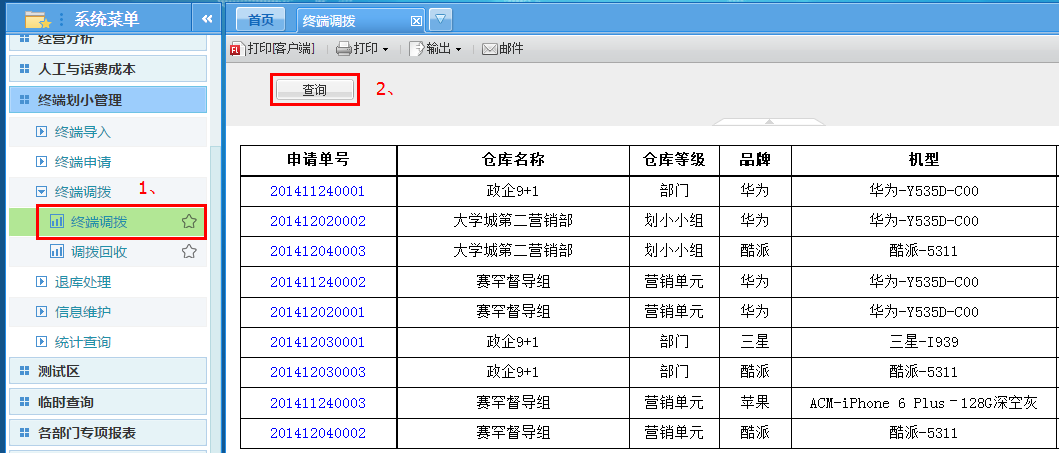 系统菜单 «
经营分析
人工与话费成本
终端划小管理
终端导入
终端申请
终端调拨
1、
终端调拨
调拨回收
退库处理
信息维护
统计查询
测试区
临时查询
各部门专项报表
首页 终端调拨
打印[客户端] 打印 输出 邮件
查询 2、
申请单号 仓库名称 仓库等级 品牌 机型
201411240001 政企9+1 部门 华为 华为-Y535D-C00
201412020002 大学城第二营销部 划小小组 华为 华为-Y535D-C00
201412040003 大学城第二营销部 划小小组 酷派 酷派-5311
201411240002 赛罕督导组 营销单元 华为 华为-Y535D-C00
201412020001 赛罕督导组 营销单元 华为 华为-Y535D-C00
201412030001 政企9+1 部门 三星 三星-I939
201412030003 政企9+1 部门 酷派 酷派-5311
201411240003 赛罕督导组 营销单元 苹果 ACM-iPhone 6 Plus－128G深空灰
201412040002 赛罕督导组 营销单元 酷派 酷派-5311